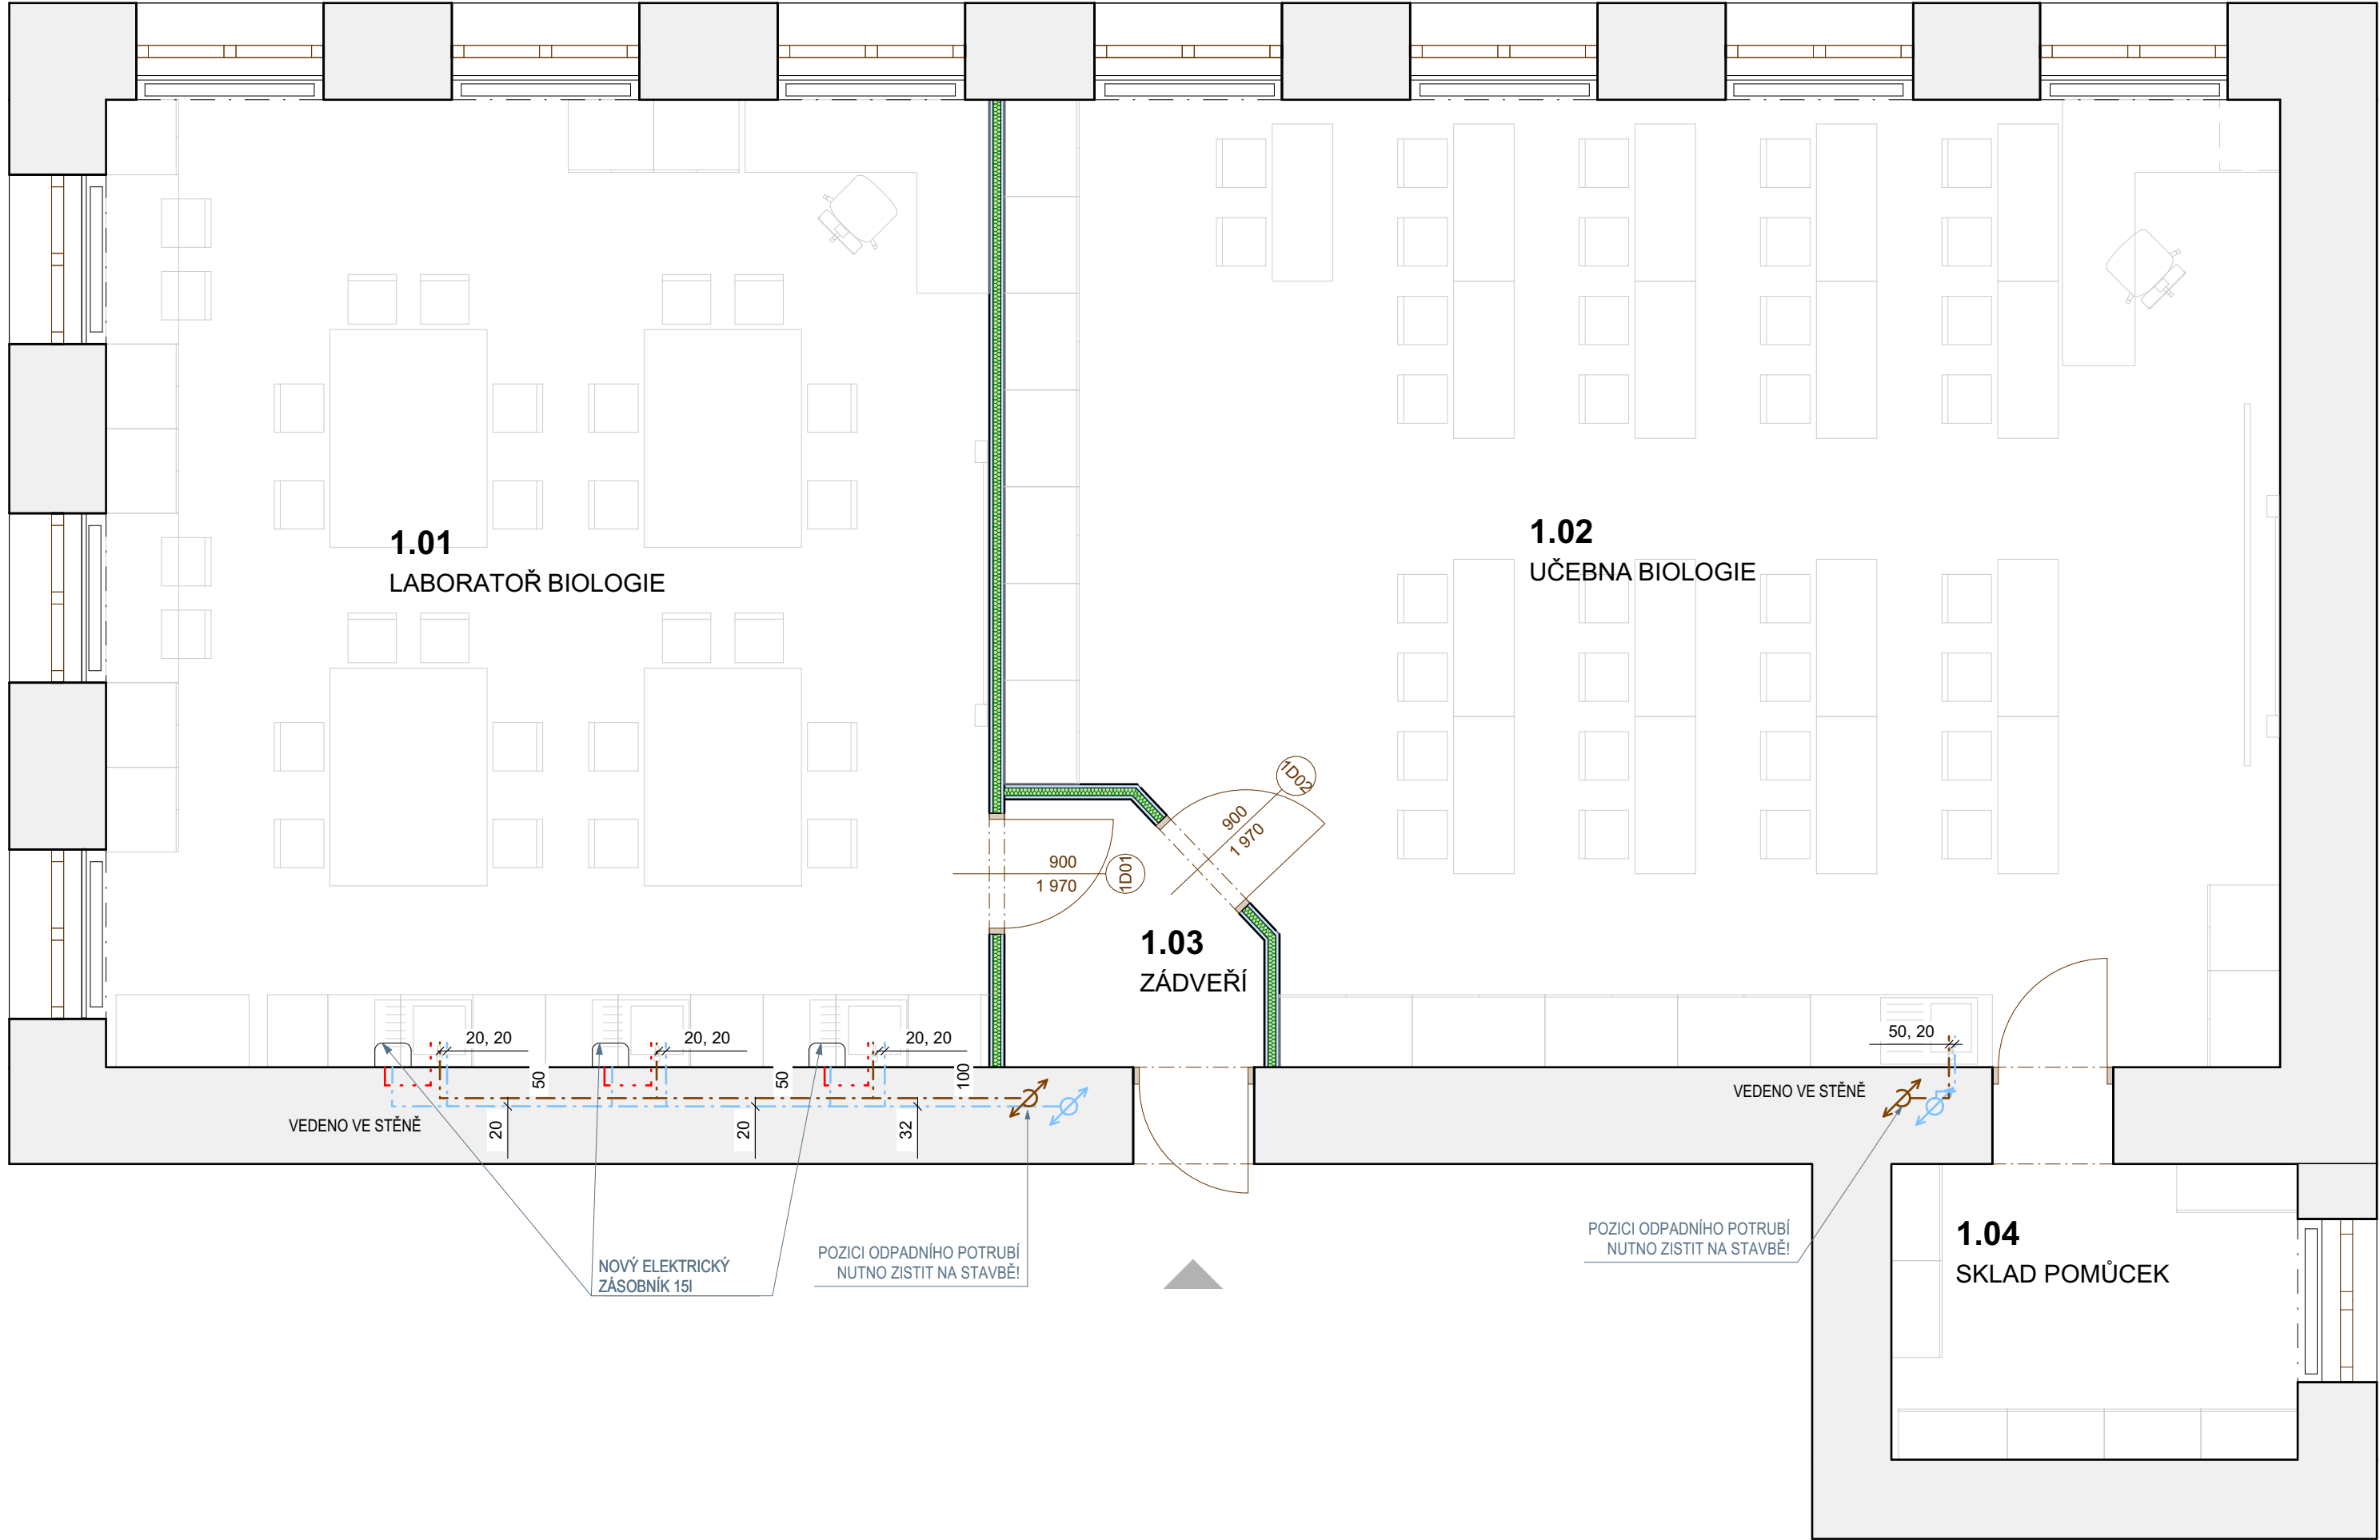 1.01
LABORATOŘ BIOLOGIE
1.02
UČEBNA BIOLOGIE
1D02
900
1 970
900
1 970
1D01
1.03
ZÁDVEŘÍ
20, 20
20, 20
20, 20
50, 20
50
50
100
VEDENO VE STĚNĚ
VEDENO VE STĚNĚ
20
20
32
NOVÝ ELEKTRICKÝ
ZÁSOBNÍK 15l
POZICI ODPADNÍHO POTRUBÍ
NUTNO ZISTIT NA STAVBĚ!
POZICI ODPADNÍHO POTRUBÍ
NUTNO ZISTIT NA STAVBĚ!
1.04
SKLAD POMŮCEK